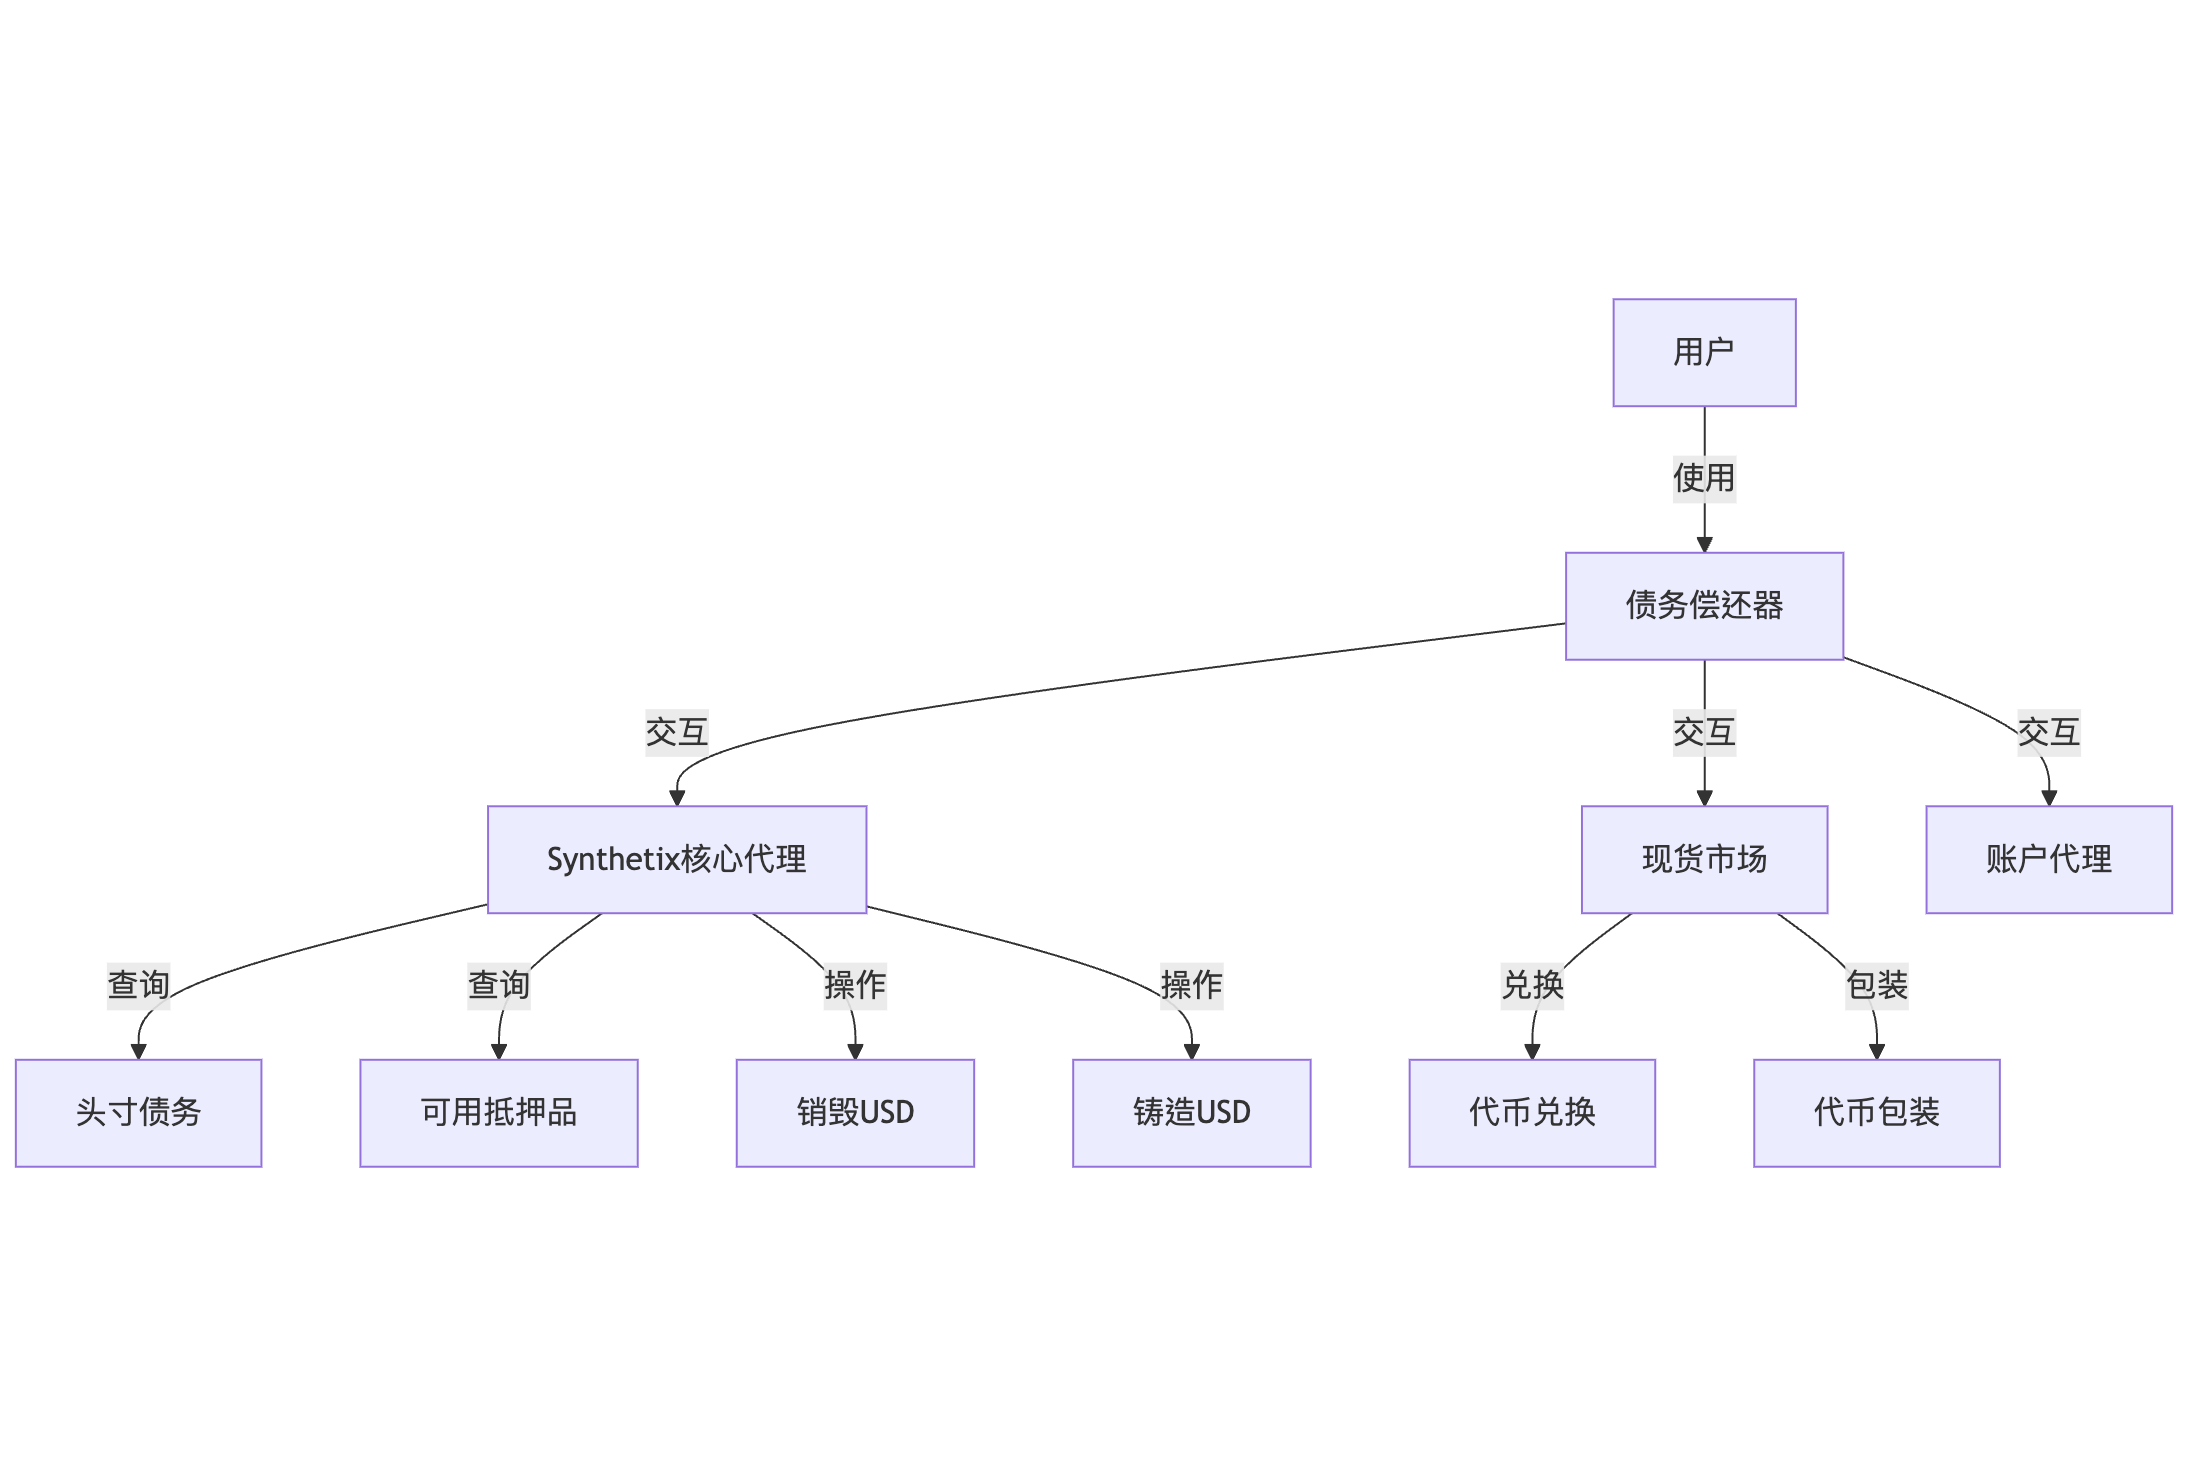 用户
使用
债务偿还器
交互
交互
交互
Synthetix核心代理
现货市场
账户代理
查询
查询
操作
操作
兑换
包装
头寸债务
可用抵押品
销毁USD
铸造USD
代币兑换
代币包装